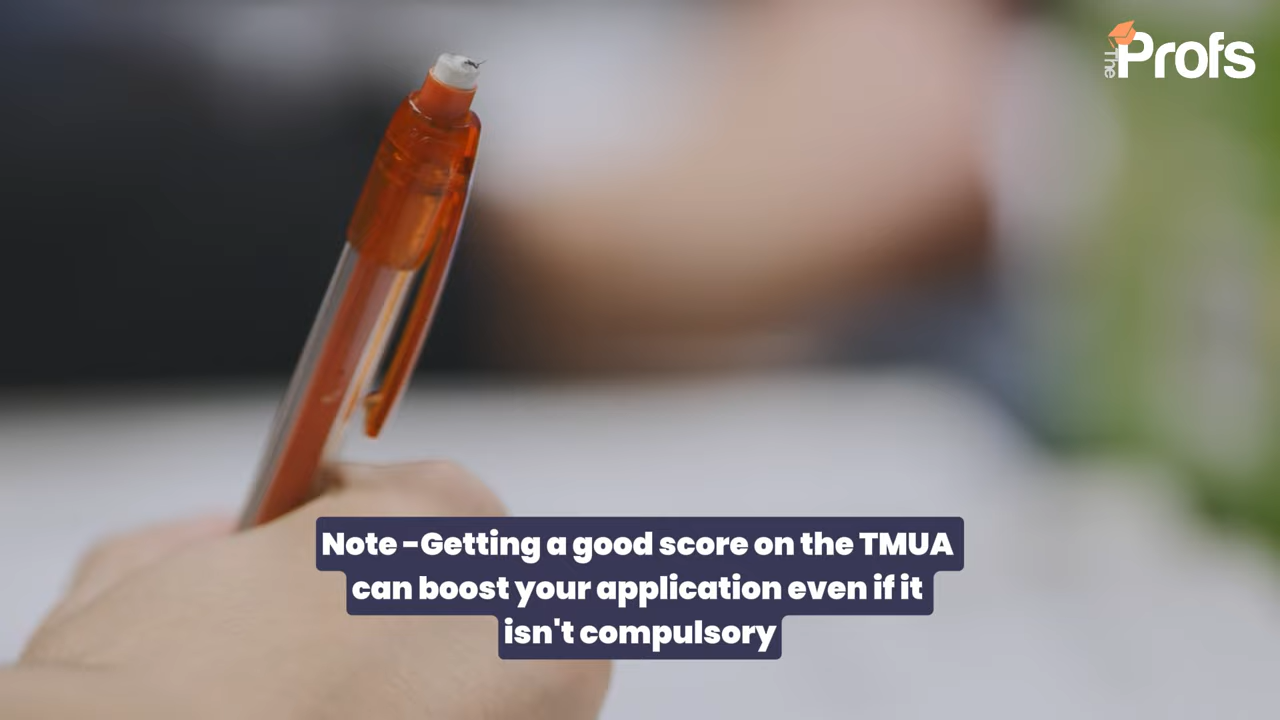 The Profs
Note -Getting a good score on the TMUA
can boost your application even if it
isn't compulsory